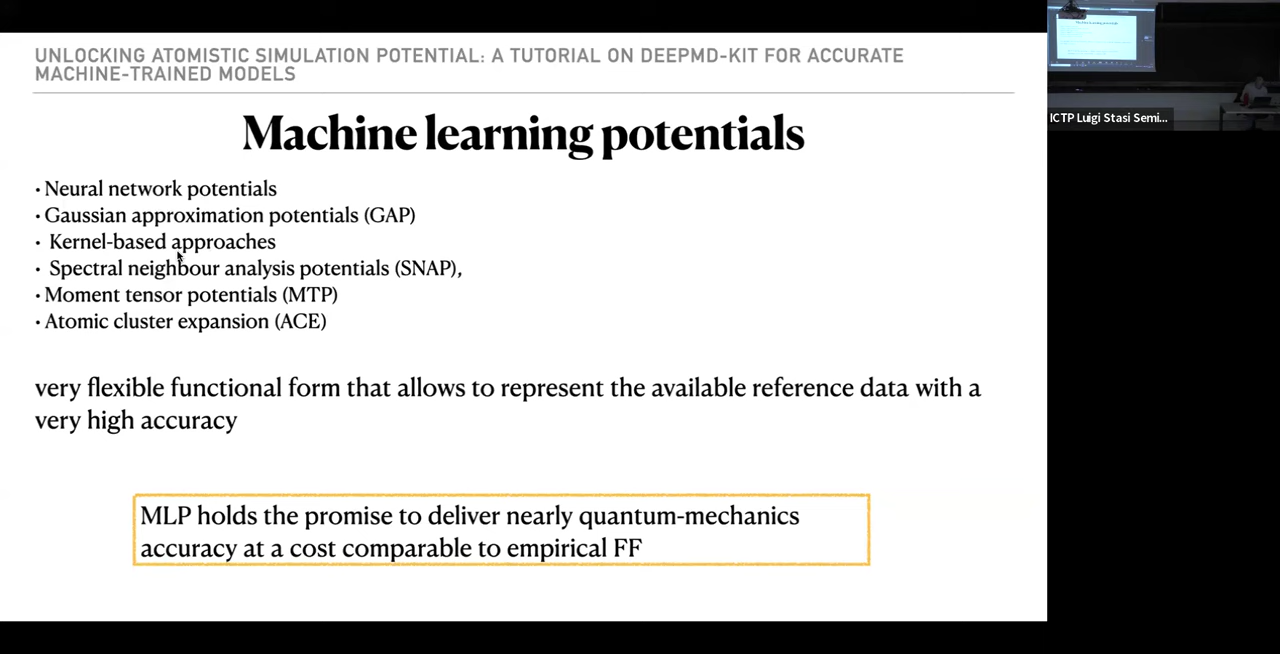 UNLOCKING ATOMISTIC SIMULATION POTENTIAL: A TUTORIAL ON DEEPMD-KIT FOR ACCURATE
MACHINE-TRAINED MODELS
Machine learning potentials
• Neural network potentials
• Gaussian approximation potentials (GAP)
• Kernel-based approaches
• Spectral neighbour analysis potentials (SNAP),
• Moment tensor potentials (MTP)
• Atomic cluster expansion (ACE)
very flexible functional form that allows to represent the available reference data with a
very high accuracy
MLP holds the promise to deliver nearly quantum-mechanics
accuracy at a cost comparable to empirical FF
ICTP Luigi Stasi Semi...